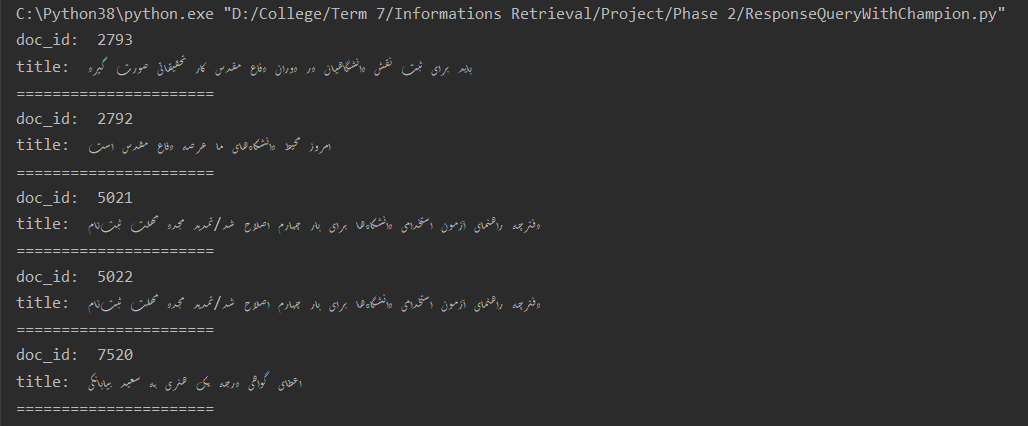 C:\Python38\python.exe "D:/College/Term 7/Informations Retrieval/Project/Phase 2/ResponseQueryWithChampion.py"
doc_id:  2793
title:  باید برای ثبت نقش دانشگاهیان در دوران دفاع مقدس کار تحقیقاتی صورت گیرد
======================
doc_id:  2792
title:  امروز محیط دانشگاه‌های ما عرصه دفاع مقدس است
======================
doc_id:  5021
title:  دفترچه راهنمای آزمون استخدامی دانشگاه‌ها برای بار چهارم اصلاح شد/تمدید مجدد مهلت ثبت‌نام
======================
doc_id:  5022
title:  دفترچه راهنمای آزمون استخدامی دانشگاه‌ها برای بار چهارم اصلاح شد/تمدید مجدد مهلت ثبت‌نام
======================
doc_id:  7520
title:  اعطای گواهی درجه یک هنری به سعید بیابانکی
======================